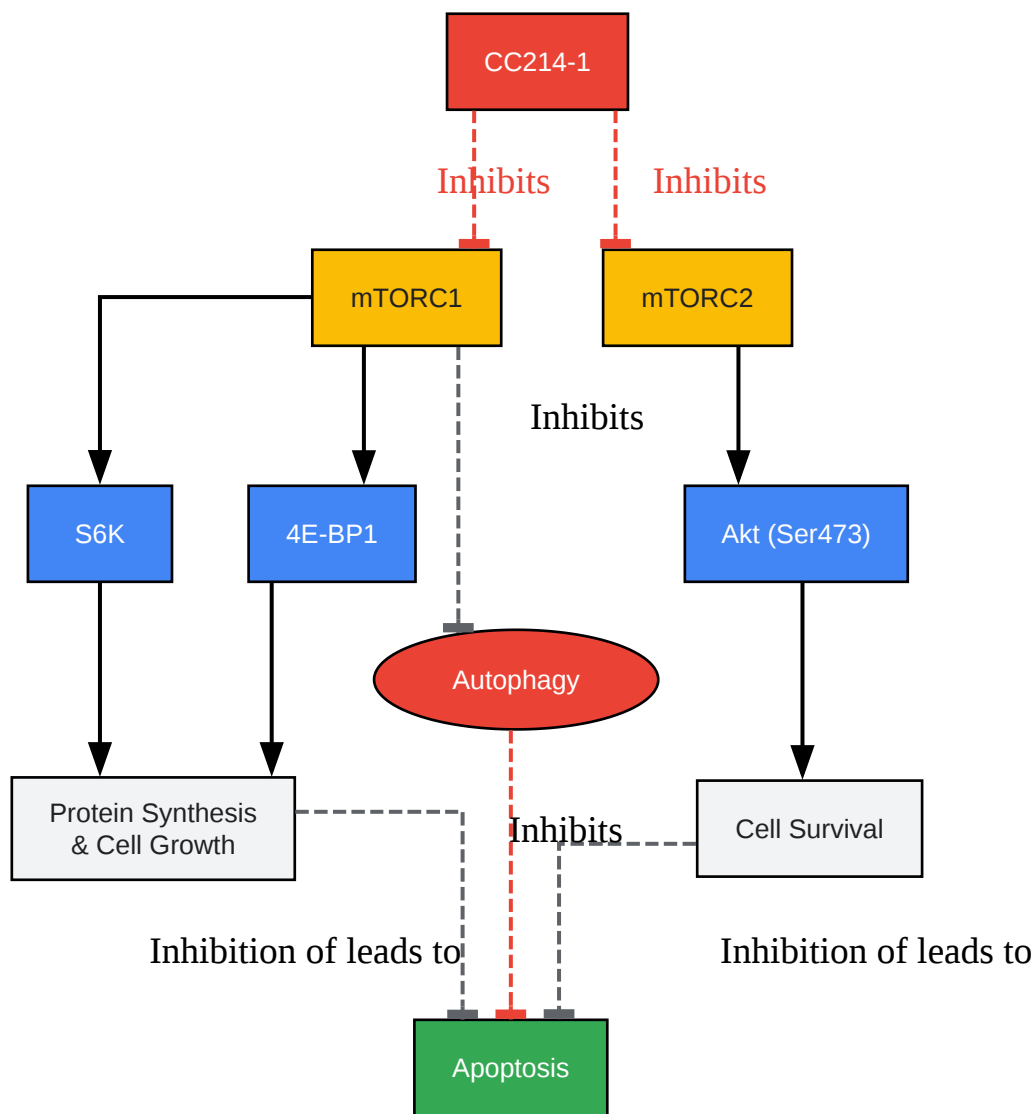 CC214-1
Inhibits
Inhibits
mTORC1
mTORC2
Inhibits
S6K
4E-BP1
Akt (Ser473)
Autophagy
Protein Synthesis
& Cell Growth
Inhibits
Cell Survival
Inhibition of leads to
Inhibition of leads to
Apoptosis